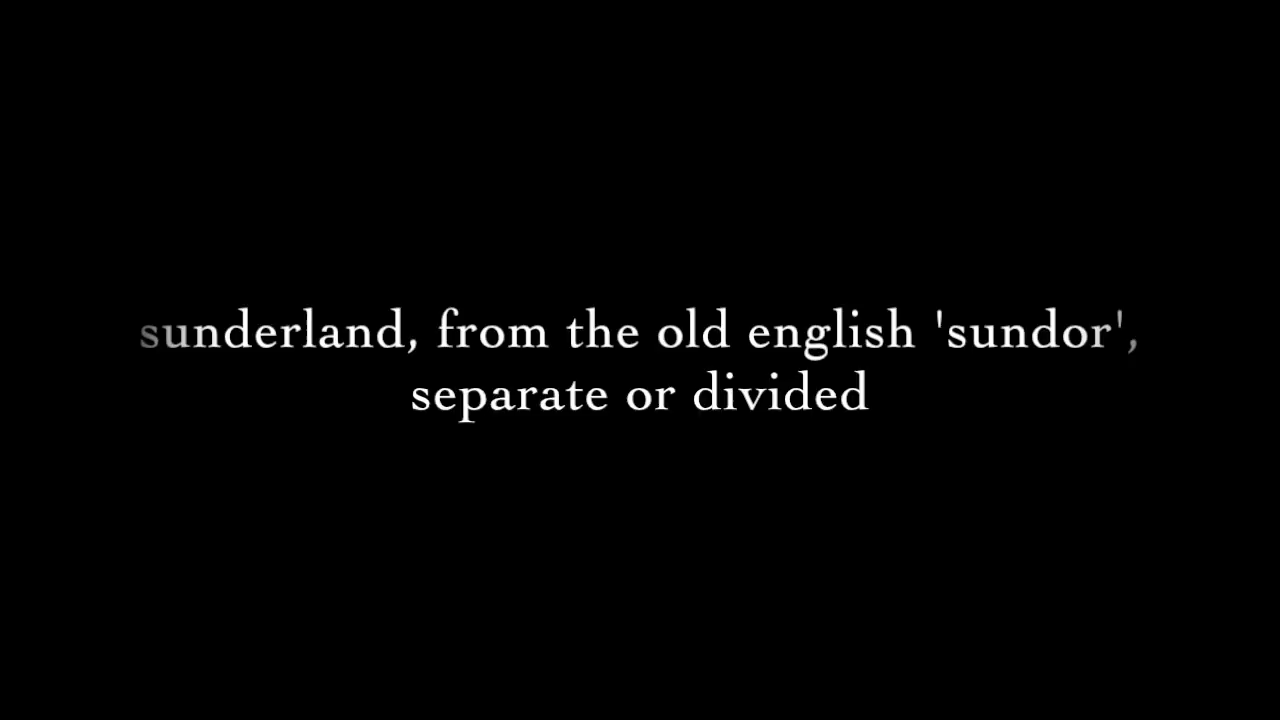 sunderland, from the old english 'sundor',
separate or divided